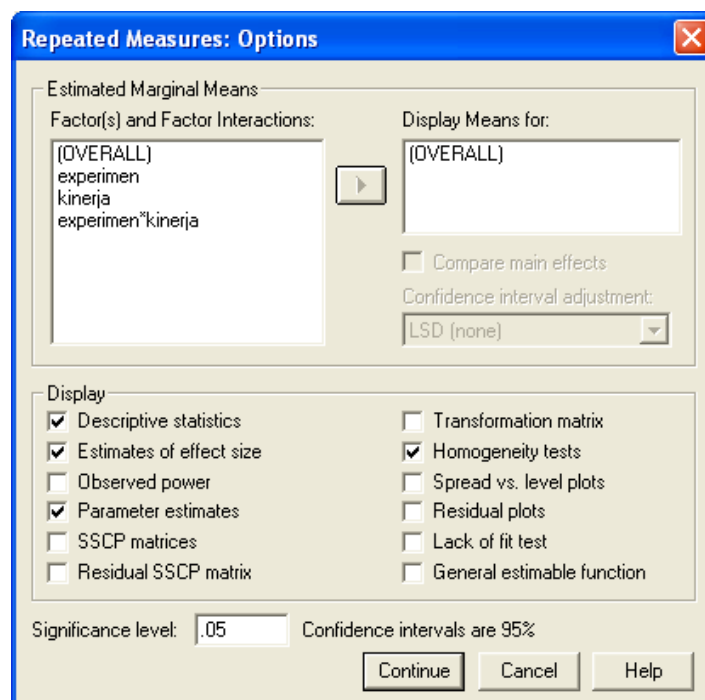 Repeated Measures: Options
Estimated Marginal Means
Factor(s) and Factor Interactions:
(OVERALL)
experimen
kinerja
experimen*kinerja
Display Means for:
(OVERALL)
Compare main effects
Confidence interval adjustment:
LSD (none)
Display
Descriptive statistics
Estimates of effect size
Observed power
Parameter estimates
SSCP matrices
Residual SSCP matrix
Transformation matrix
Homogeneity tests
Spread vs. level plots
Residual plots
Lack of fit test
General estimable function
Significance level: .05 Confidence intervals are 95%
Continue Cancel Help